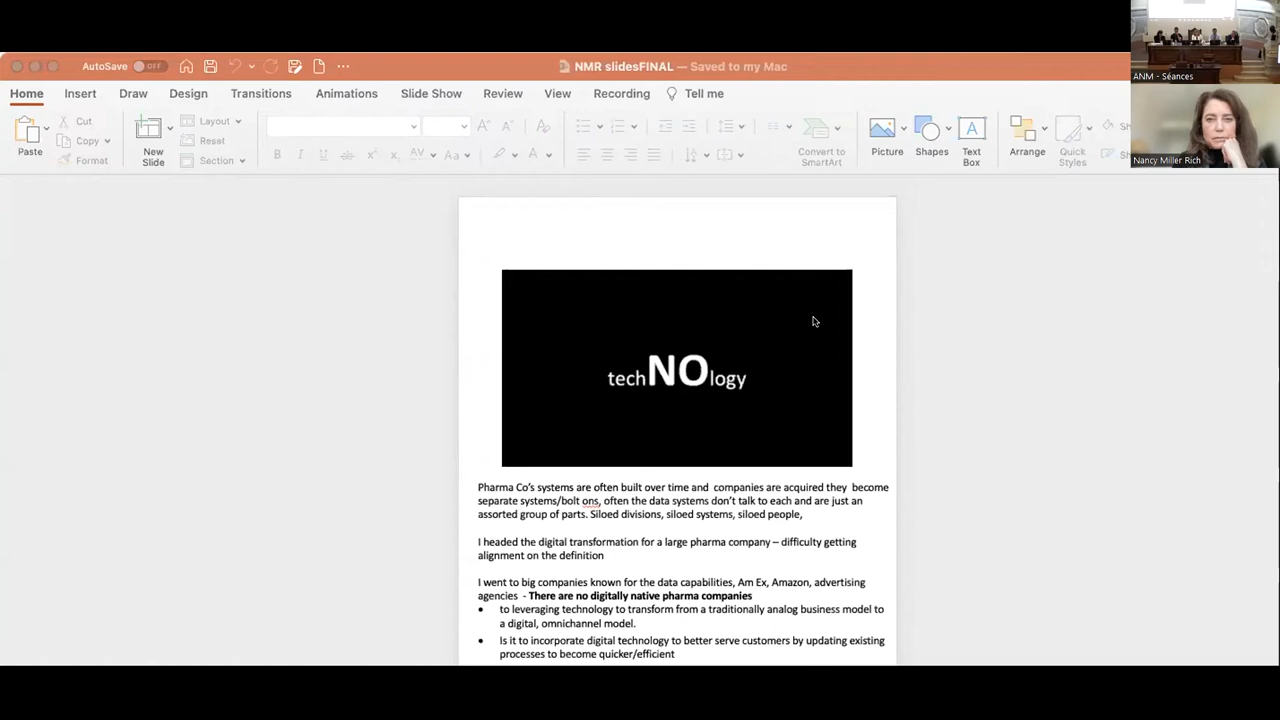 AutoSave OFF
NMR slidesFINAL — Saved to my Mac
ANM - Séances
Home Insert Draw Design Transitions Animations Slide Show Review View Recording Tell me
Paste
Cut
Copy
Format
New
Slide
Layout
Reset
Section
Convert to
SmartArt
Picture
Shapes
Text
Box
Arrange
Quick
Styles
Nancy Miller Rich
techNOlogy
Pharma Co's systems are often built over time and companies are acquired they become
separate systems/bolt ons, often the data systems don't talk to each and are just an
assorted group of parts. Siloed divisions, siloed systems, siloed people,
I headed the digital transformation for a large pharma company – difficulty getting
alignment on the definition
I went to big companies known for the data capabilities, Am Ex, Amazon, advertising
agencies - There are no digitally native pharma companies
• to leveraging technology to transform from a traditionally analog business model to
a digital, omnichannel model.
• Is it to incorporate digital technology to better serve customers by updating existing
processes to become quicker/efficient